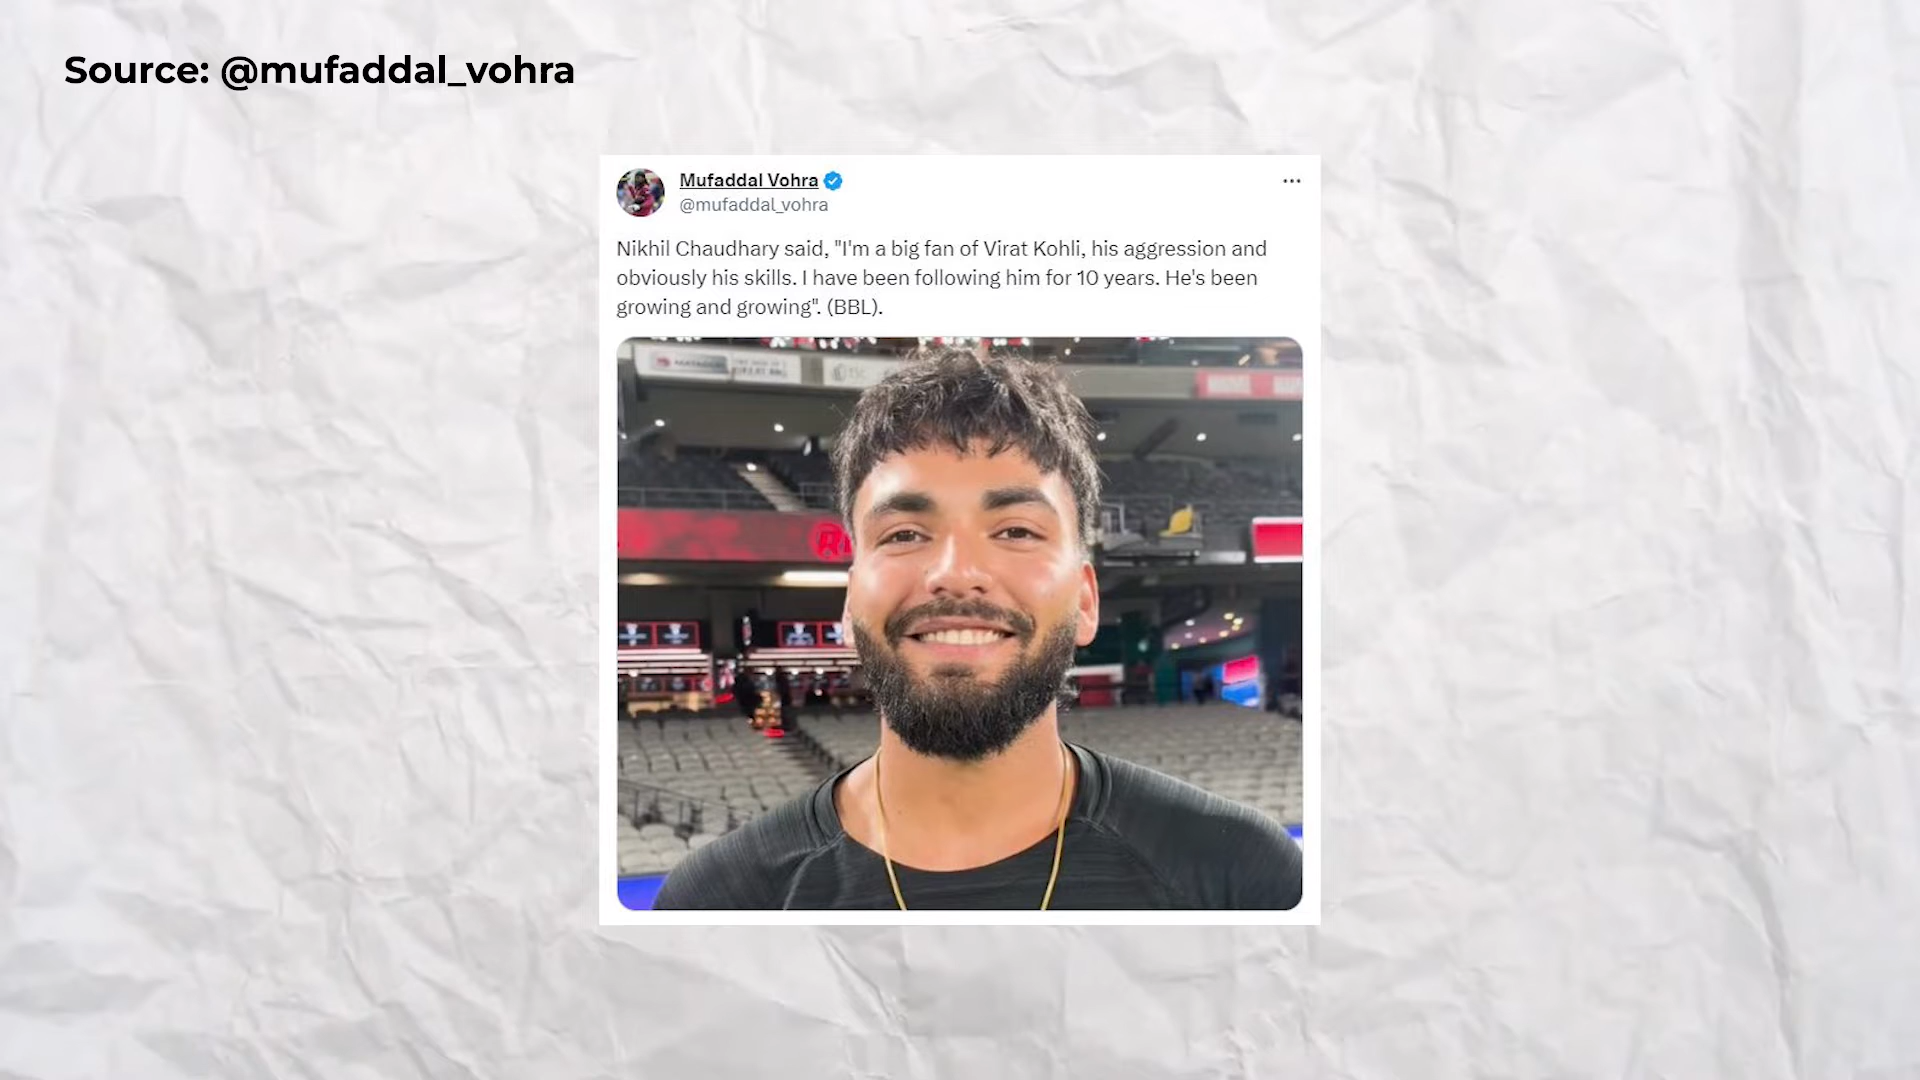 Source: @mufaddal_vohra
Mufaddal Vohra
@mufaddal_vohra
Nikhil Chaudhary said, "I'm a big fan of Virat Kohli, his aggression and
obviously his skills. I have been following him for 10 years. He's been
growing and growing". (BBL).